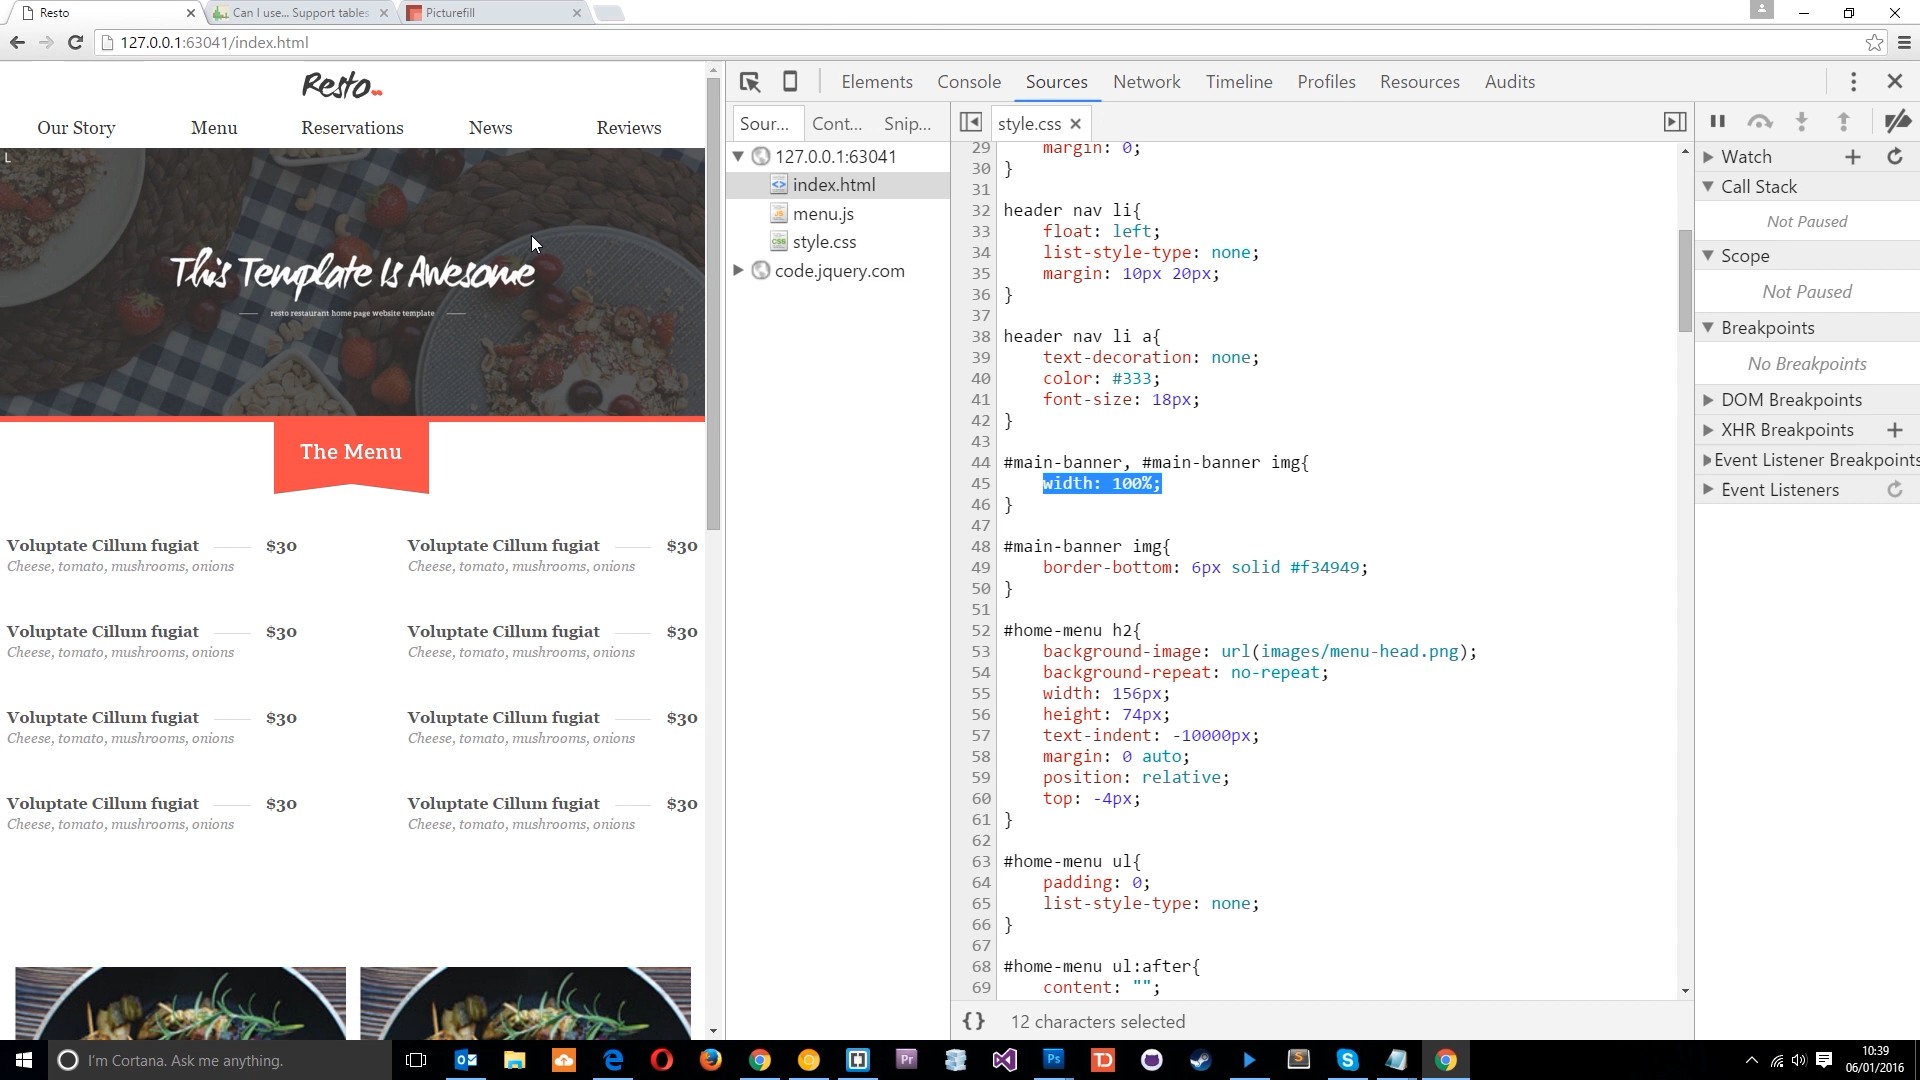 Resto
Can I use... Support tables
Picturefill
127.0.0.1:63041/index.html
Resto
Our Story
Menu
Reservations
News
Reviews
L
This Template Is Awesome
resto restaurant home page website template
The Menu
Voluptate Cillum fugiat $30
Cheese, tomato, mushrooms, onions
Voluptate Cillum fugiat $30
Cheese, tomato, mushrooms, onions
Voluptate Cillum fugiat $30
Cheese, tomato, mushrooms, onions
Voluptate Cillum fugiat $30
Cheese, tomato, mushrooms, onions
Voluptate Cillum fugiat $30
Cheese, tomato, mushrooms, onions
Voluptate Cillum fugiat $30
Cheese, tomato, mushrooms, onions
Voluptate Cillum fugiat $30
Cheese, tomato, mushrooms, onions
Voluptate Cillum fugiat $30
Cheese, tomato, mushrooms, onions
Elements Console Sources Network Timeline Profiles Resources Audits
Sour... Cont... Snip...
127.0.0.1:63041
index.html
menu.js
style.css
code.jquery.com
style.css
29 margin: 0;
30 }
31
32 header nav li{
33 float: left;
34 list-style-type: none;
35 margin: 10px 20px;
36 }
37
38 header nav li a{
39 text-decoration: none;
40 color: #333;
41 font-size: 18px;
42 }
43
44 #main-banner, #main-banner img{
45 width: 100%;
46 }
47
48 #main-banner img{
49 border-bottom: 6px solid #f34949;
50 }
51
52 #home-menu h2{
53 background-image: url(images/menu-head.png);
54 background-repeat: no-repeat;
55 width: 156px;
56 height: 74px;
57 text-indent: -10000px;
58 margin: 0 auto;
59 position: relative;
60 top: -4px;
61 }
62
63 #home-menu ul{
64 padding: 0;
65 list-style-type: none;
66 }
67
68 #home-menu ul:after{
69 content: "";
{} 12 characters selected
Watch
Call Stack
Not Paused
Scope
Not Paused
Breakpoints
No Breakpoints
DOM Breakpoints
XHR Breakpoints
Event Listener Breakpoints
Event Listeners
I'm Cortana. Ask me anything.
Pr
Ps
10:39
06/01/2016